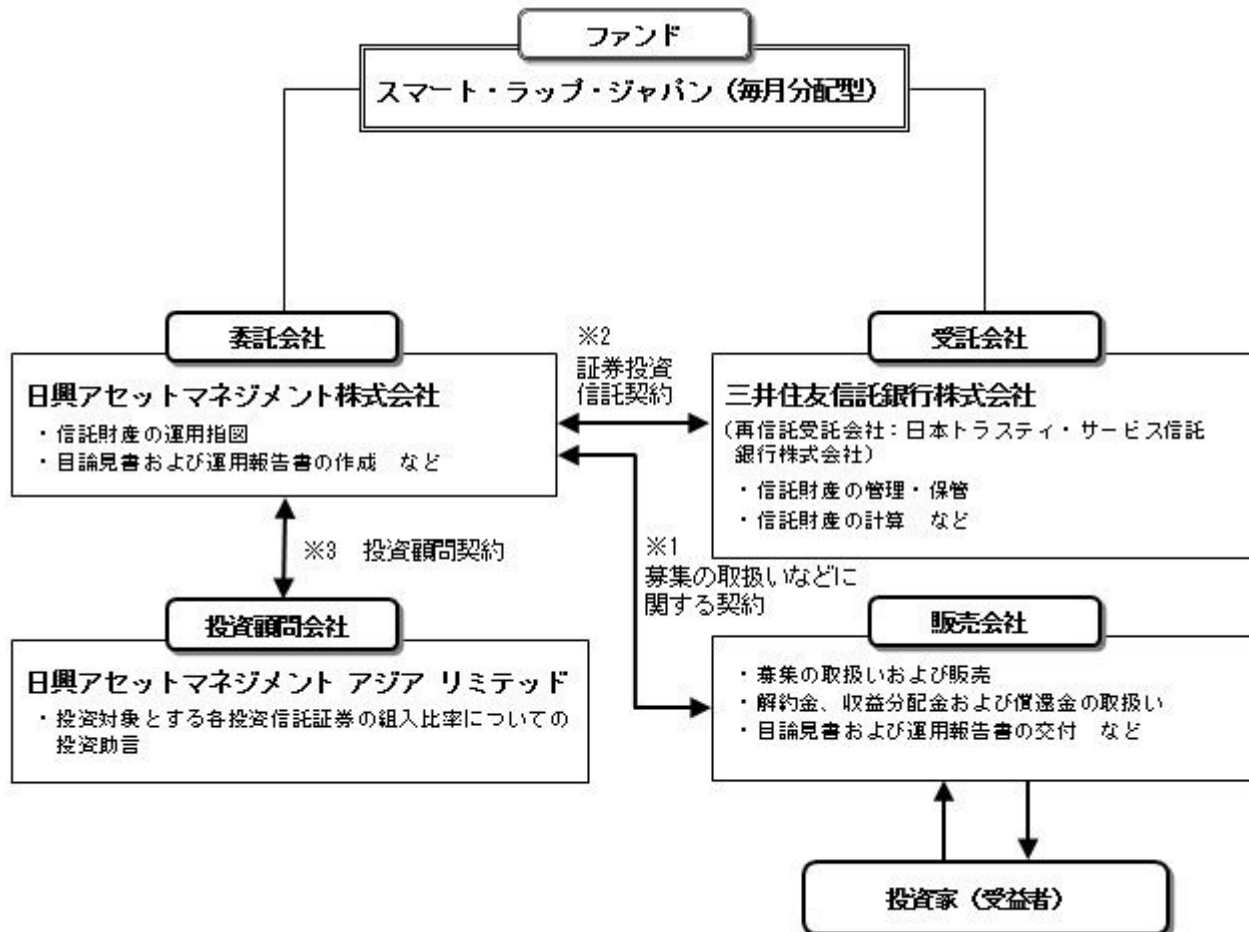 ファンド
スマート・ラップ・ジャパン（毎月分配型）
委託会社
日興アセットマネジメント株式会社
・信託財産の運用指図
・目論見書および運用報告書の作成　など
※2
証券投資
信託契約
受託会社
三井住友信託銀行株式会社
（再信託受託会社：日本トラスティ・サービス信託
銀行株式会社）
・信託財産の管理・保管
・信託財産の計算　など
※3　投資顧問契約
※1
募集の取扱いなどに
関する契約
投資顧問会社
日興アセットマネジメント アジア リミテッド
・投資対象とする各投資信託証券の組入比率についての
投資助言
販売会社
・募集の取扱いおよび販売
・解約金、収益分配金および償還金の取扱い
・目論見書および運用報告書の交付　など
投資家（受益者）